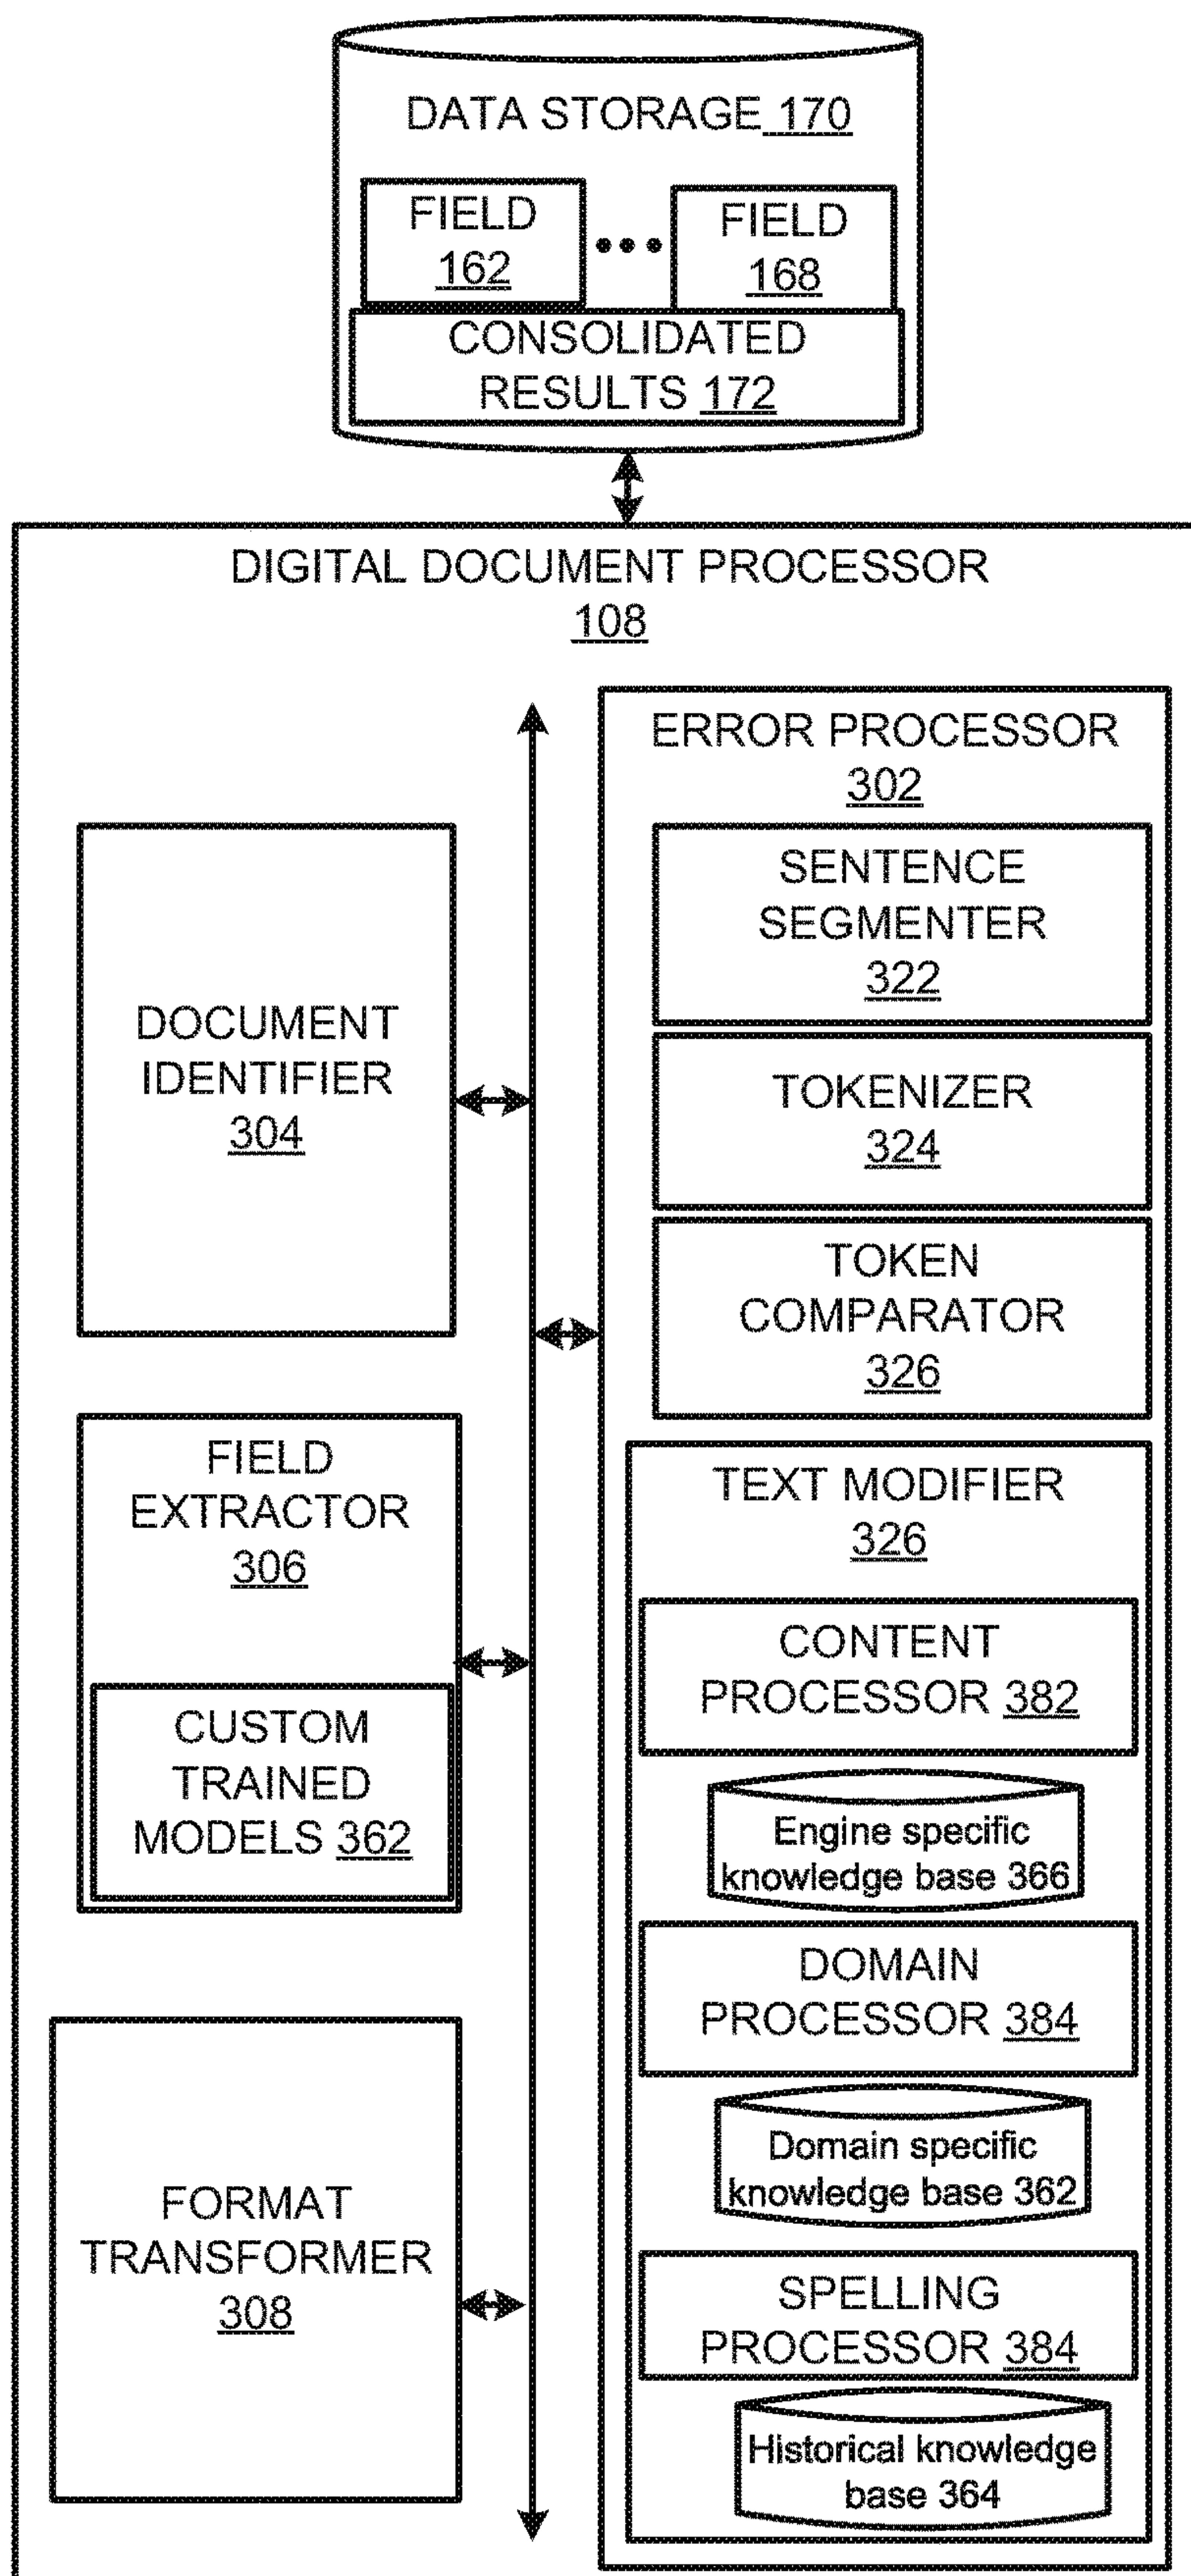 DATA STORAGE 170
FIELD
162
FIELD
168
CONSOLIDATED
RESULTS 172
DIGITAL DOCUMENT PROCESSOR
108
DOCUMENT
IDENTIFIER
304
FIELD
EXTRACTOR
306
CUSTOM
TRAINED
MODELS 362
FORMAT
TRANSFORMER
308
ERROR PROCESSOR
302
SENTENCE
SEGMENTER
322
TOKENIZER
324
TOKEN
COMPARATOR
326
TEXT MODIFIER
326
CONTENT
PROCESSOR 382
Engine specific
knowledge base 366
DOMAIN
PROCESSOR 384
Domain specific
knowledge base 362
SPELLING
PROCESSOR 384
Historical knowledge
base 364